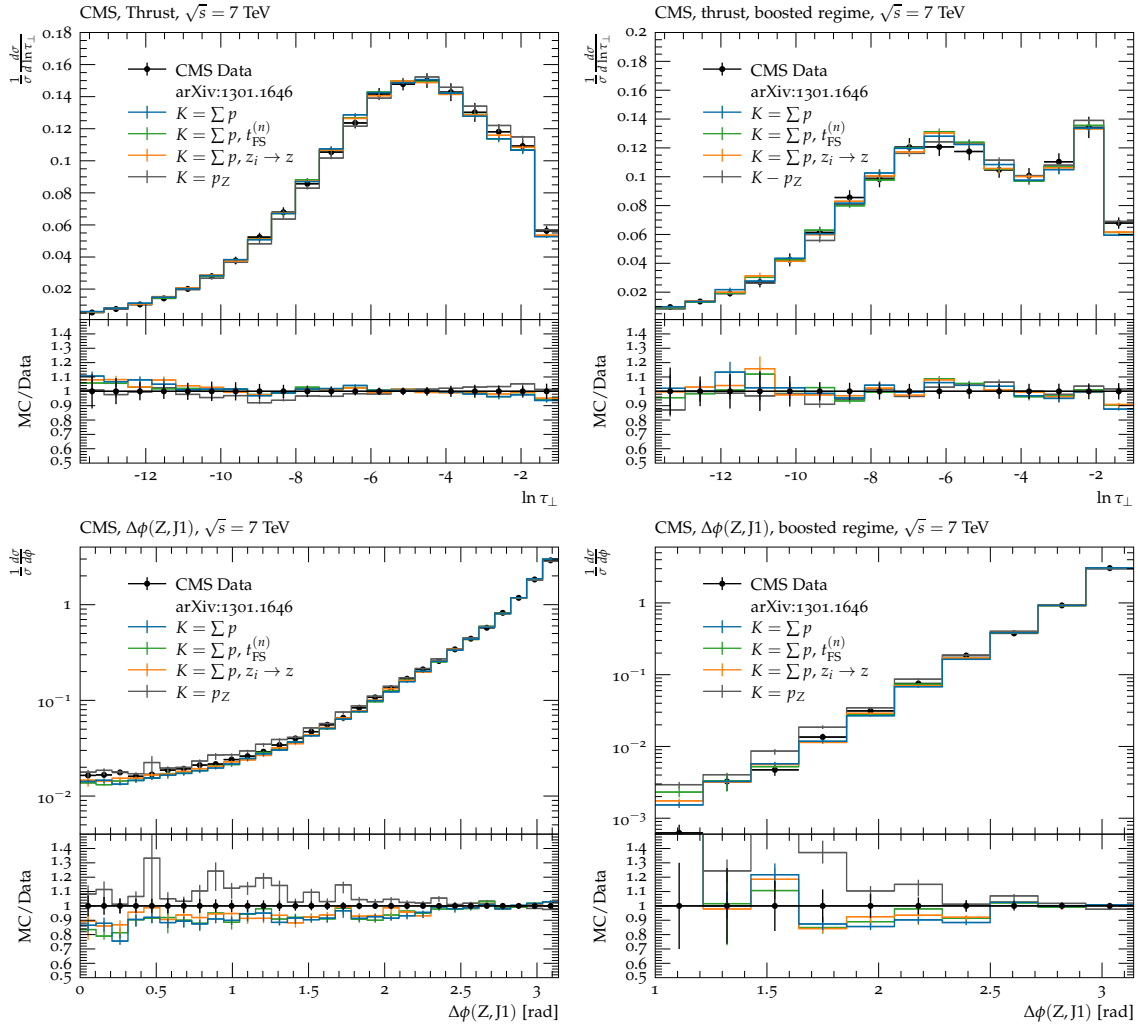 CMS, Thrust, √s = 7 TeV
1/σ dσ/d ln τ⊥
0.18
0.16
0.14
0.12
0.1
0.08
0.06
0.04
0.02
CMS Data
arXiv:1301.1646
K = ∑ p
K = ∑ p, t_FS^(n)
K = ∑ p, z_i → z
K = p_Z
MC/Data
1.4
1.3
1.2
1.1
1.0
0.9
0.8
0.7
0.6
0.5
-12 -10 -8 -6 -4 -2
ln τ⊥
CMS, thrust, boosted regime, √s = 7 TeV
1/σ dσ/d ln τ⊥
0.2
0.18
0.16
0.14
0.12
0.1
0.08
0.06
0.04
0.02
CMS Data
arXiv:1301.1646
K = ∑ p
K = ∑ p, t_FS^(n)
K = ∑ p, z_i → z
K − p_Z
MC/Data
1.4
1.3
1.2
1.1
1.0
0.9
0.8
0.7
0.6
0.5
-12 -10 -8 -6 -4 -2
ln τ⊥
CMS, Δϕ(Z, J1), √s = 7 TeV
1/σ dσ/dϕ
1
10^−1
10^−2
CMS Data
arXiv:1301.1646
K = ∑ p
K = ∑ p, t_FS^(n)
K = ∑ p, z_i → z
K = p_Z
MC/Data
1.4
1.3
1.2
1.1
1.0
0.9
0.8
0.7
0.6
0.5
0 0.5 1 1.5 2 2.5 3
Δϕ(Z, J1) [rad]
CMS, Δϕ(Z, J1), boosted regime, √s = 7 TeV
1/σ dσ/dϕ
1
10^−1
10^−2
10^−3
CMS Data
arXiv:1301.1646
K = ∑ p
K = ∑ p, t_FS^(n)
K = ∑ p, z_i → z
K = p_Z
MC/Data
1.4
1.3
1.2
1.1
1.0
0.9
0.8
0.7
0.6
0.5
1 1.5 2 2.5 3
Δϕ(Z, J1) [rad]